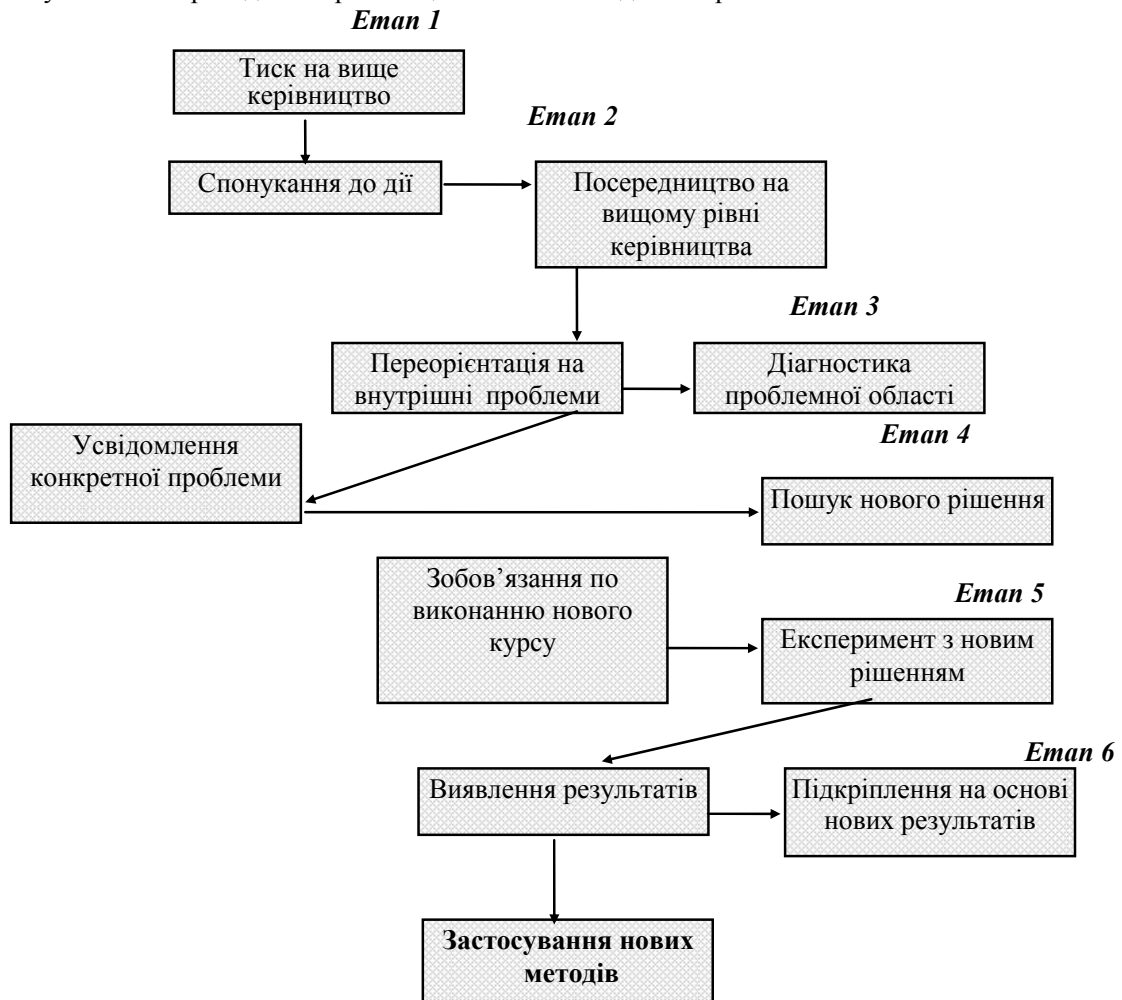 Етап 1
Тиск на вище
керівництво
Етап 2
Спонукання до дії
Посередництво на
вищому рівні
керівництва
Етап 3
Переорієнтація на
внутрішні проблеми
Діагностика
проблемної області
Етап 4
Усвідомлення
конкретної проблеми
Пошук нового рішення
Зобов’язання по
виконанню нового
курсу
Етап 5
Експеримент з новим
рішенням
Етап 6
Виявлення результатів
Підкріплення на основі
нових результатів
Застосування нових
методів